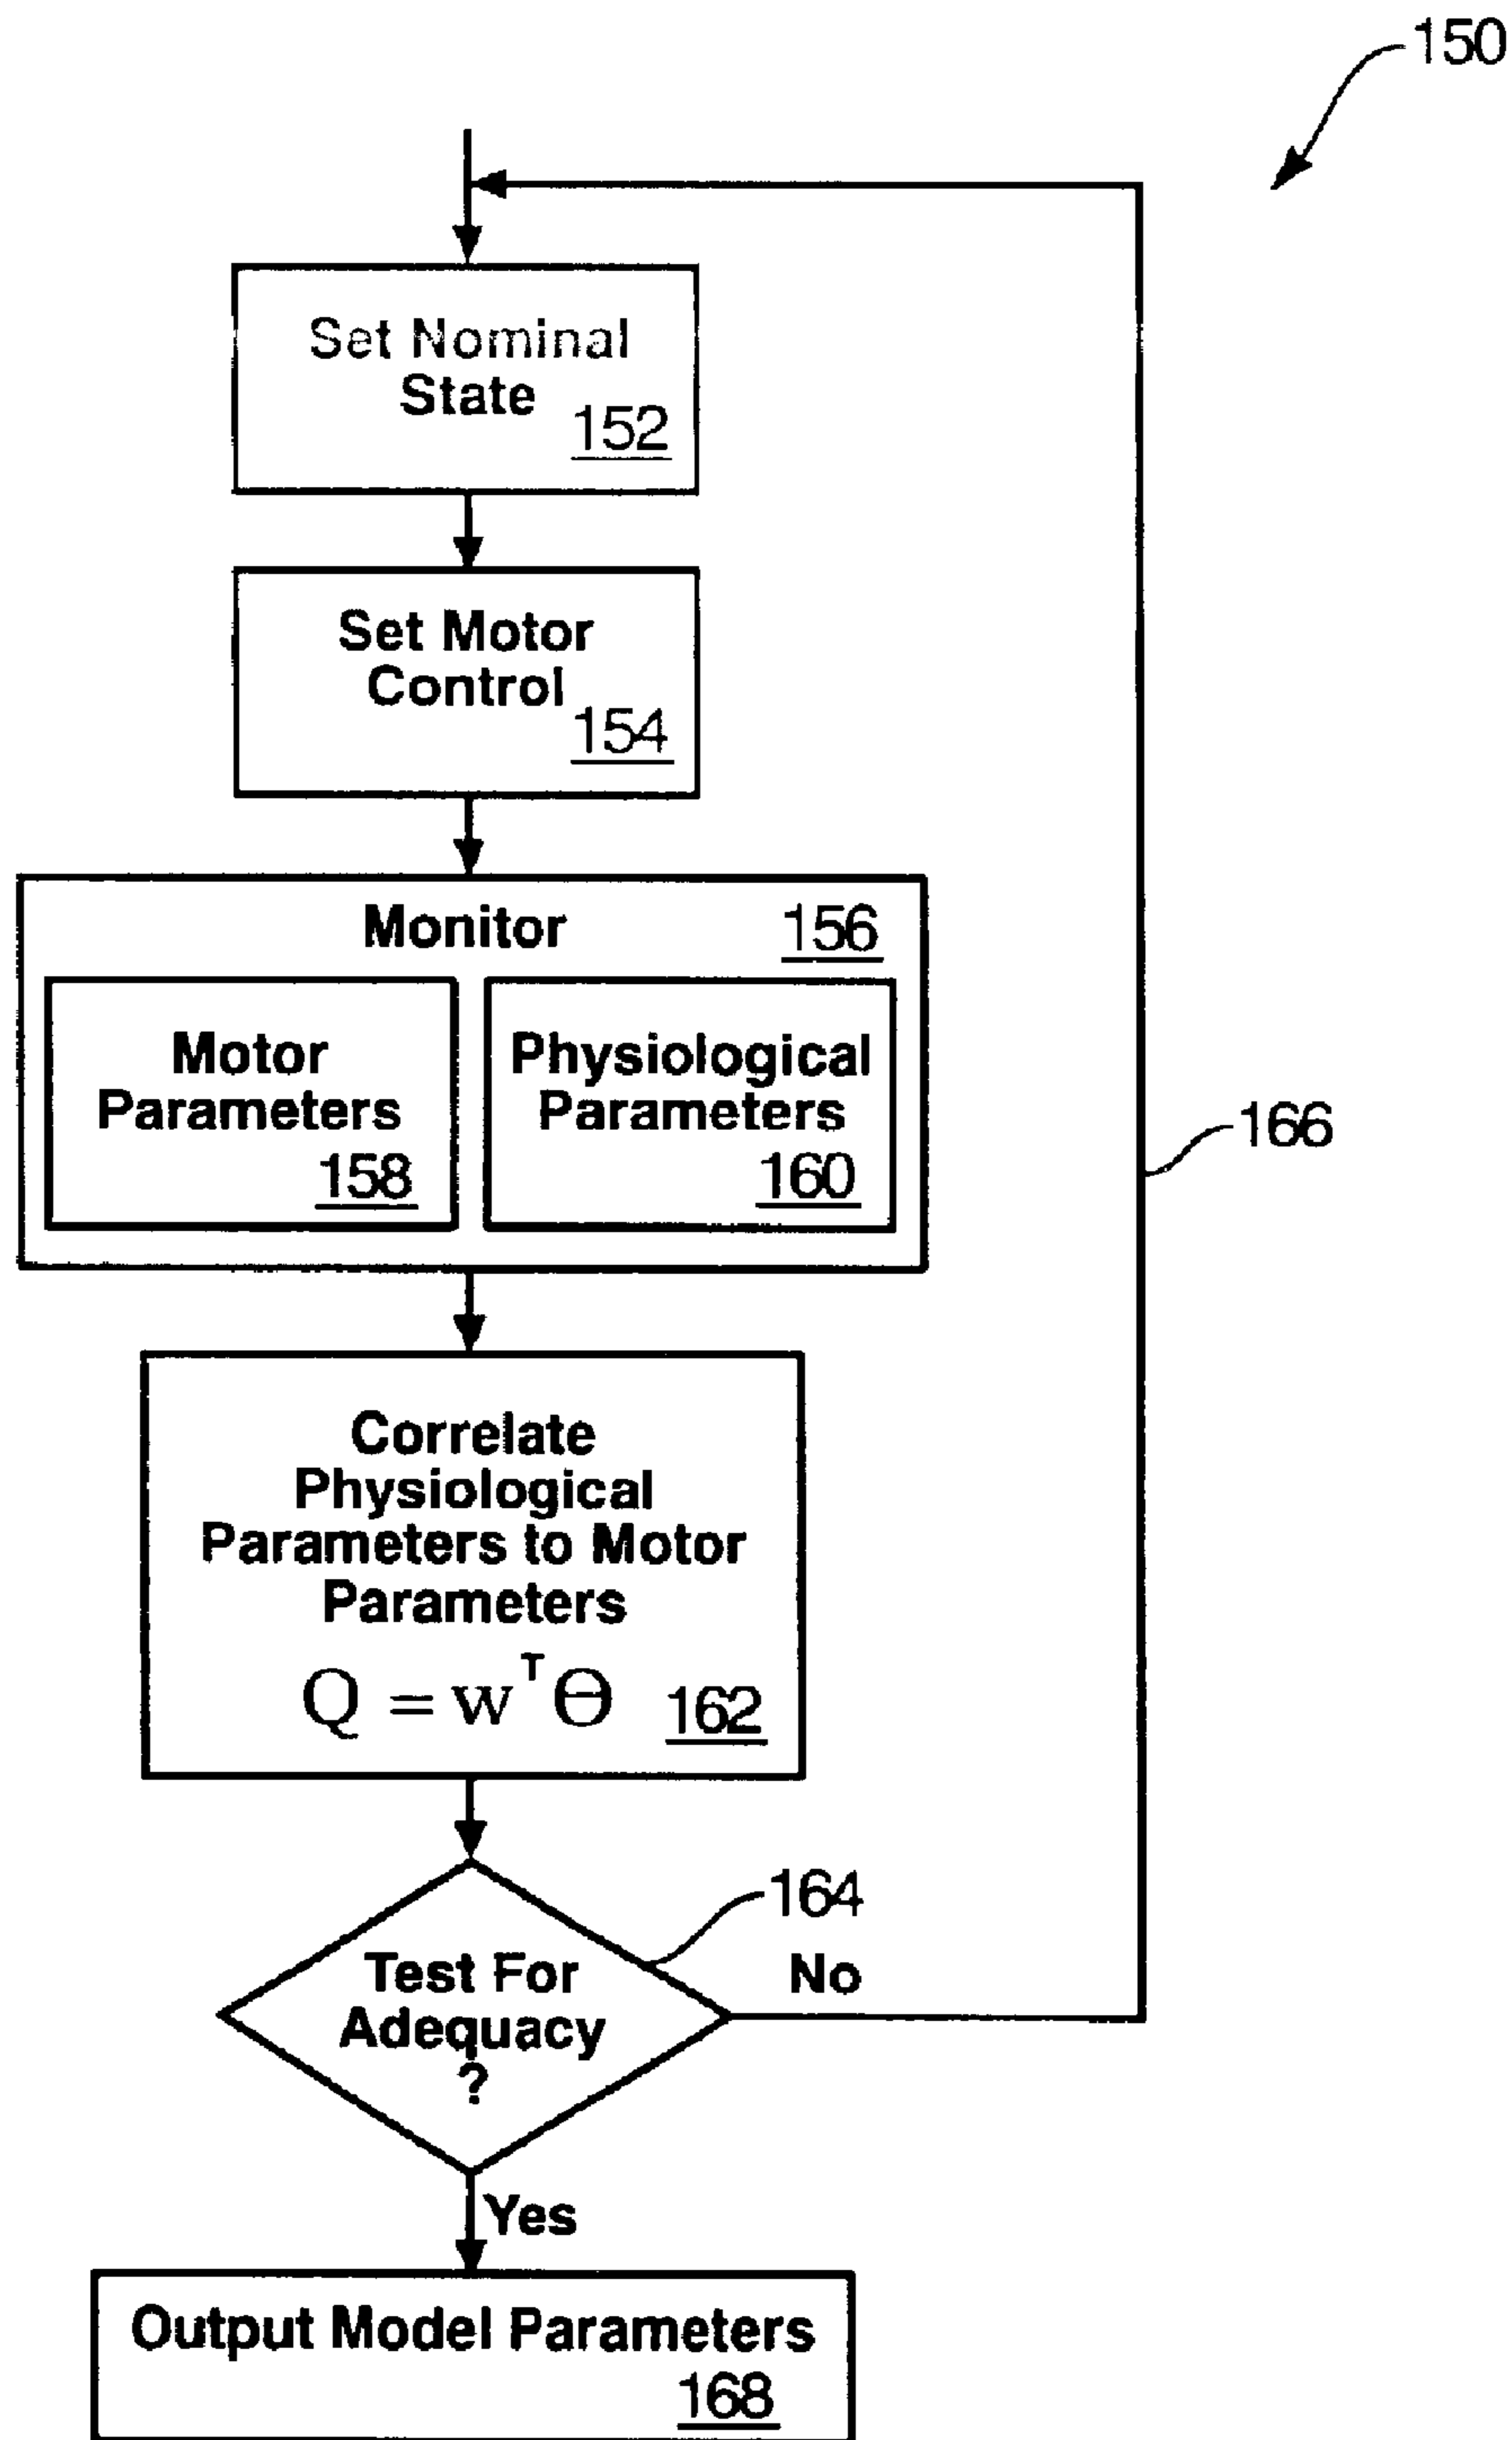 150
Set Nominal
State
152
Set Motor
Control
154
Monitor
156
Motor
Parameters
158
Physiological
Parameters
160
166
Correlate
Physiological
Parameters to Motor
Parameters
Q = wᵀΘ
162
164
Test For
Adequacy
?
No
Yes
Output Model Parameters
168